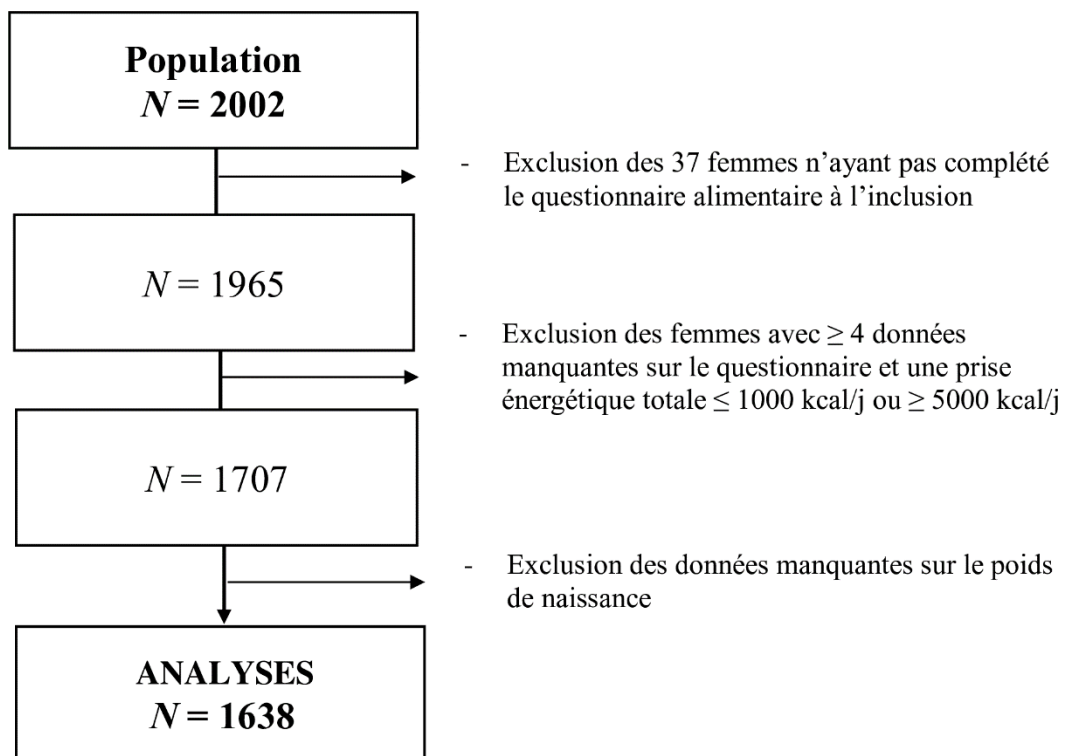 Population
N = 2002
- Exclusion des 37 femmes n’ayant pas complété
le questionnaire alimentaire à l’inclusion
N = 1965
- Exclusion des femmes avec ≥ 4 données
manquantes sur le questionnaire et une prise
énergétique totale ≤ 1000 kcal/j ou ≥ 5000 kcal/j
N = 1707
- Exclusion des données manquantes sur le poids
de naissance
ANALYSES
N = 1638